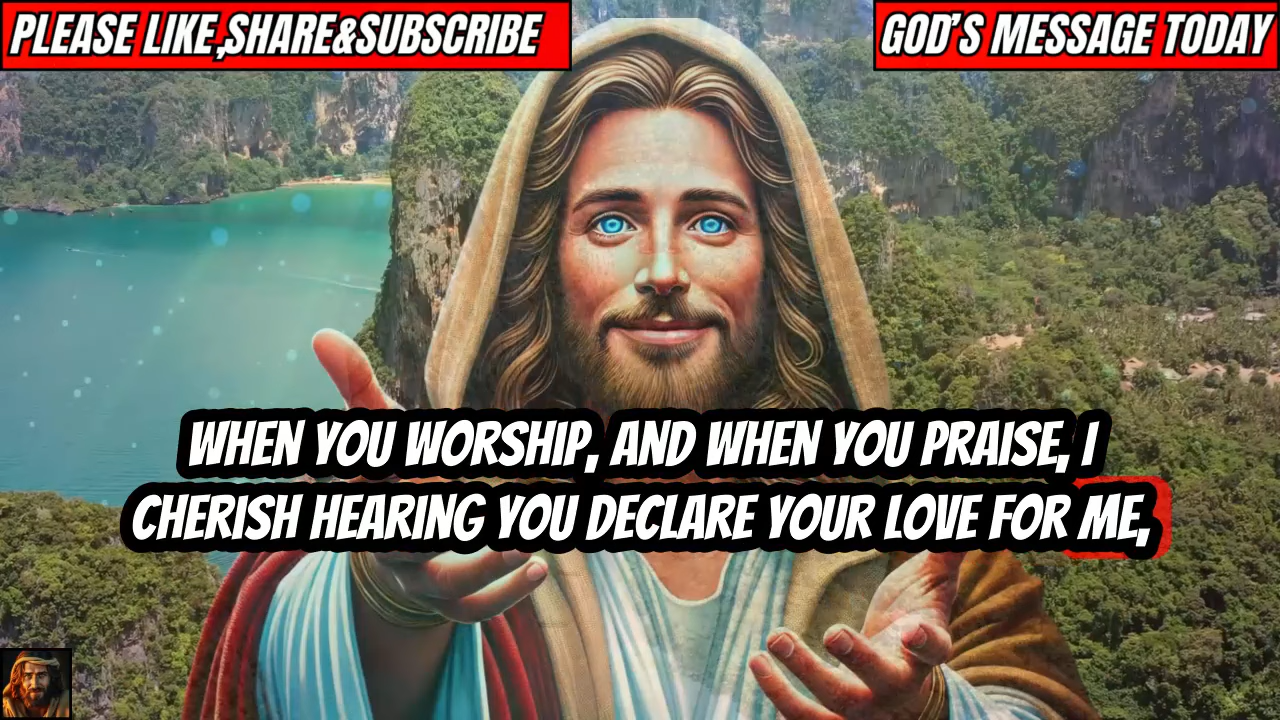 PLEASE LIKE,SHARE&SUBSCRIBE
GOD'S MESSAGE TODAY
WHEN YOU WORSHIP, AND WHEN YOU PRAISE, I
CHERISH HEARING YOU DECLARE YOUR LOVE FOR ME,